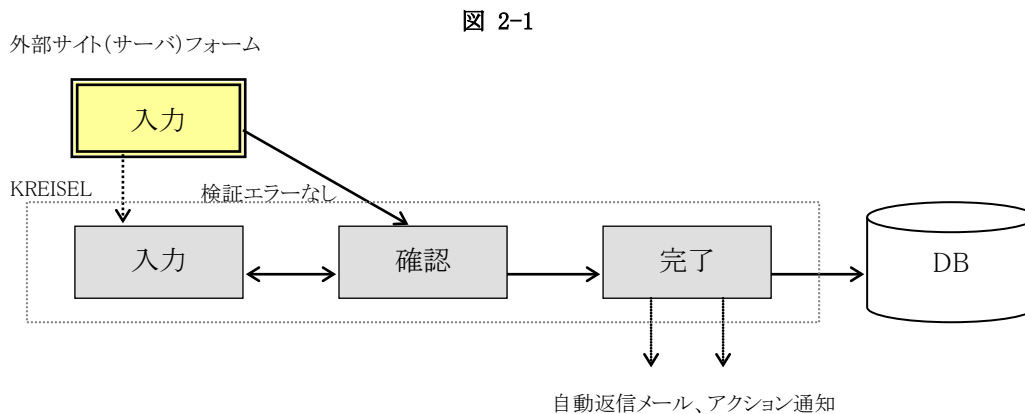 図 2-1
外部サイト(サーバ)フォーム
入力
KREISEL
検証エラーなし
入力
確認
完了
DB
自動返信メール、アクション通知